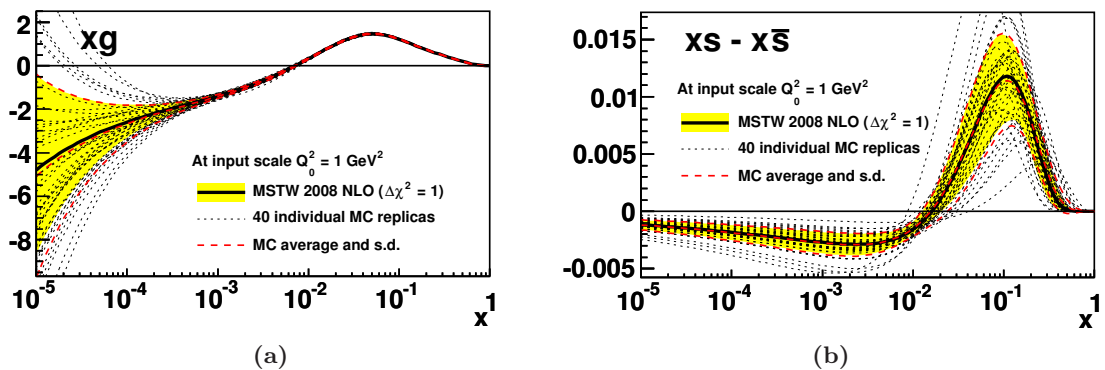 xg
2
0
-2
-4
-6
-8
At input scale Q₀² = 1 GeV²
MSTW 2008 NLO (Δχ² = 1)
40 individual MC replicas
MC average and s.d.
10⁻⁵ 10⁻⁴ 10⁻³ 10⁻² 10⁻¹ 1
x
(a)
xs - xs̅
0.015
0.01
0.005
0
-0.005
At input scale Q₀² = 1 GeV²
MSTW 2008 NLO (Δχ² = 1)
40 individual MC replicas
MC average and s.d.
10⁻⁵ 10⁻⁴ 10⁻³ 10⁻² 10⁻¹ 1
x
(b)